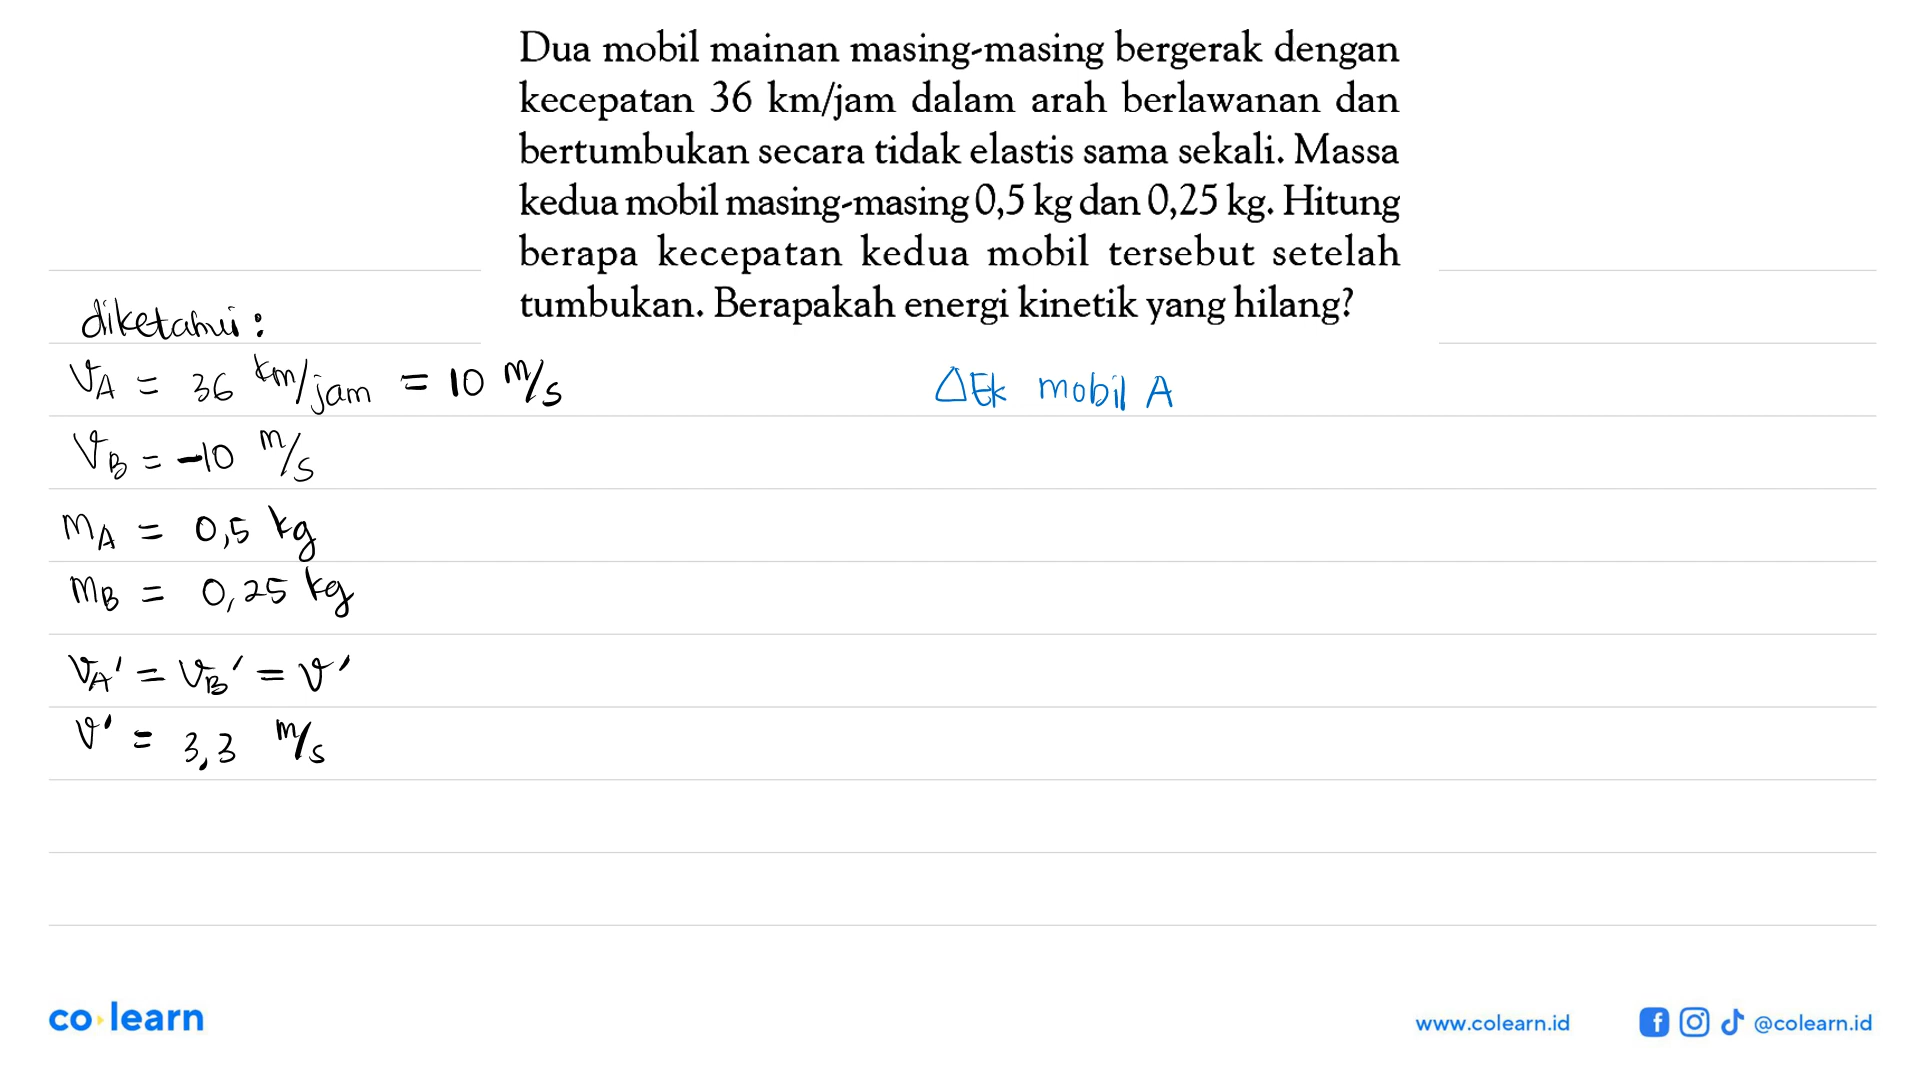 Dua mobil mainan masing-masing bergerak dengan
kecepatan 36 km/jam dalam arah berlawanan dan
bertumbukan secara tidak elastis sama sekali. Massa
kedua mobil masing-masing 0,5 kg dan 0,25 kg. Hitung
berapa kecepatan kedua mobil tersebut setelah
tumbukan. Berapakah energi kinetik yang hilang?
diketahui :
VA = 36 km/jam = 10 m/s
VB = -10 m/s
mA = 0,5 kg
mB = 0,25 kg
VA' = VB' = v'
v' = 3,3 m/s
ΔEk mobil A
co learn
www.colearn.id
@colearn.id